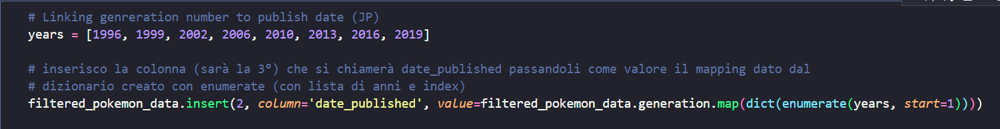 # Linking genreration number to publish date (JP)
years = [1996, 1999, 2002, 2006, 2010, 2013, 2016, 2019]
# inserisco la colonna (sarà la 3°) che si chiamerà date_published passandoli come valore il mapping dato dal
# dizionario creato con enumerate (con lista di anni e index)
filtered_pokemon_data.insert(2, column='date_published', value=filtered_pokemon_data.generation.map(dict(enumerate(years, start=1))))